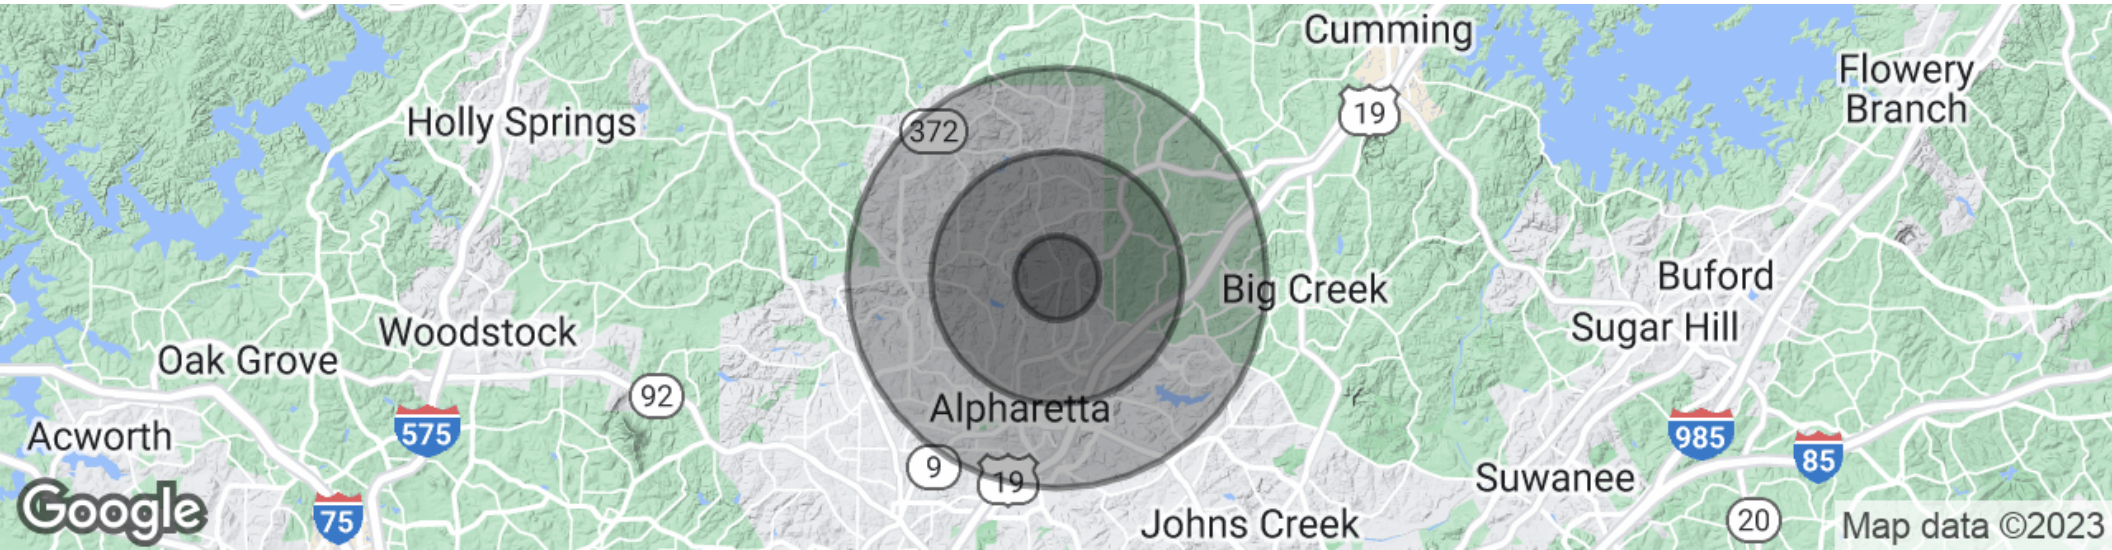 Cumming
Flowery
Branch
19
Holly Springs
372
Big Creek
Buford
Sugar Hill
Woodstock
Oak Grove
92
Alpharetta
Acworth
575
985
85
9
19
Suwanee
Google
75
Johns Creek
20
Map data ©2023